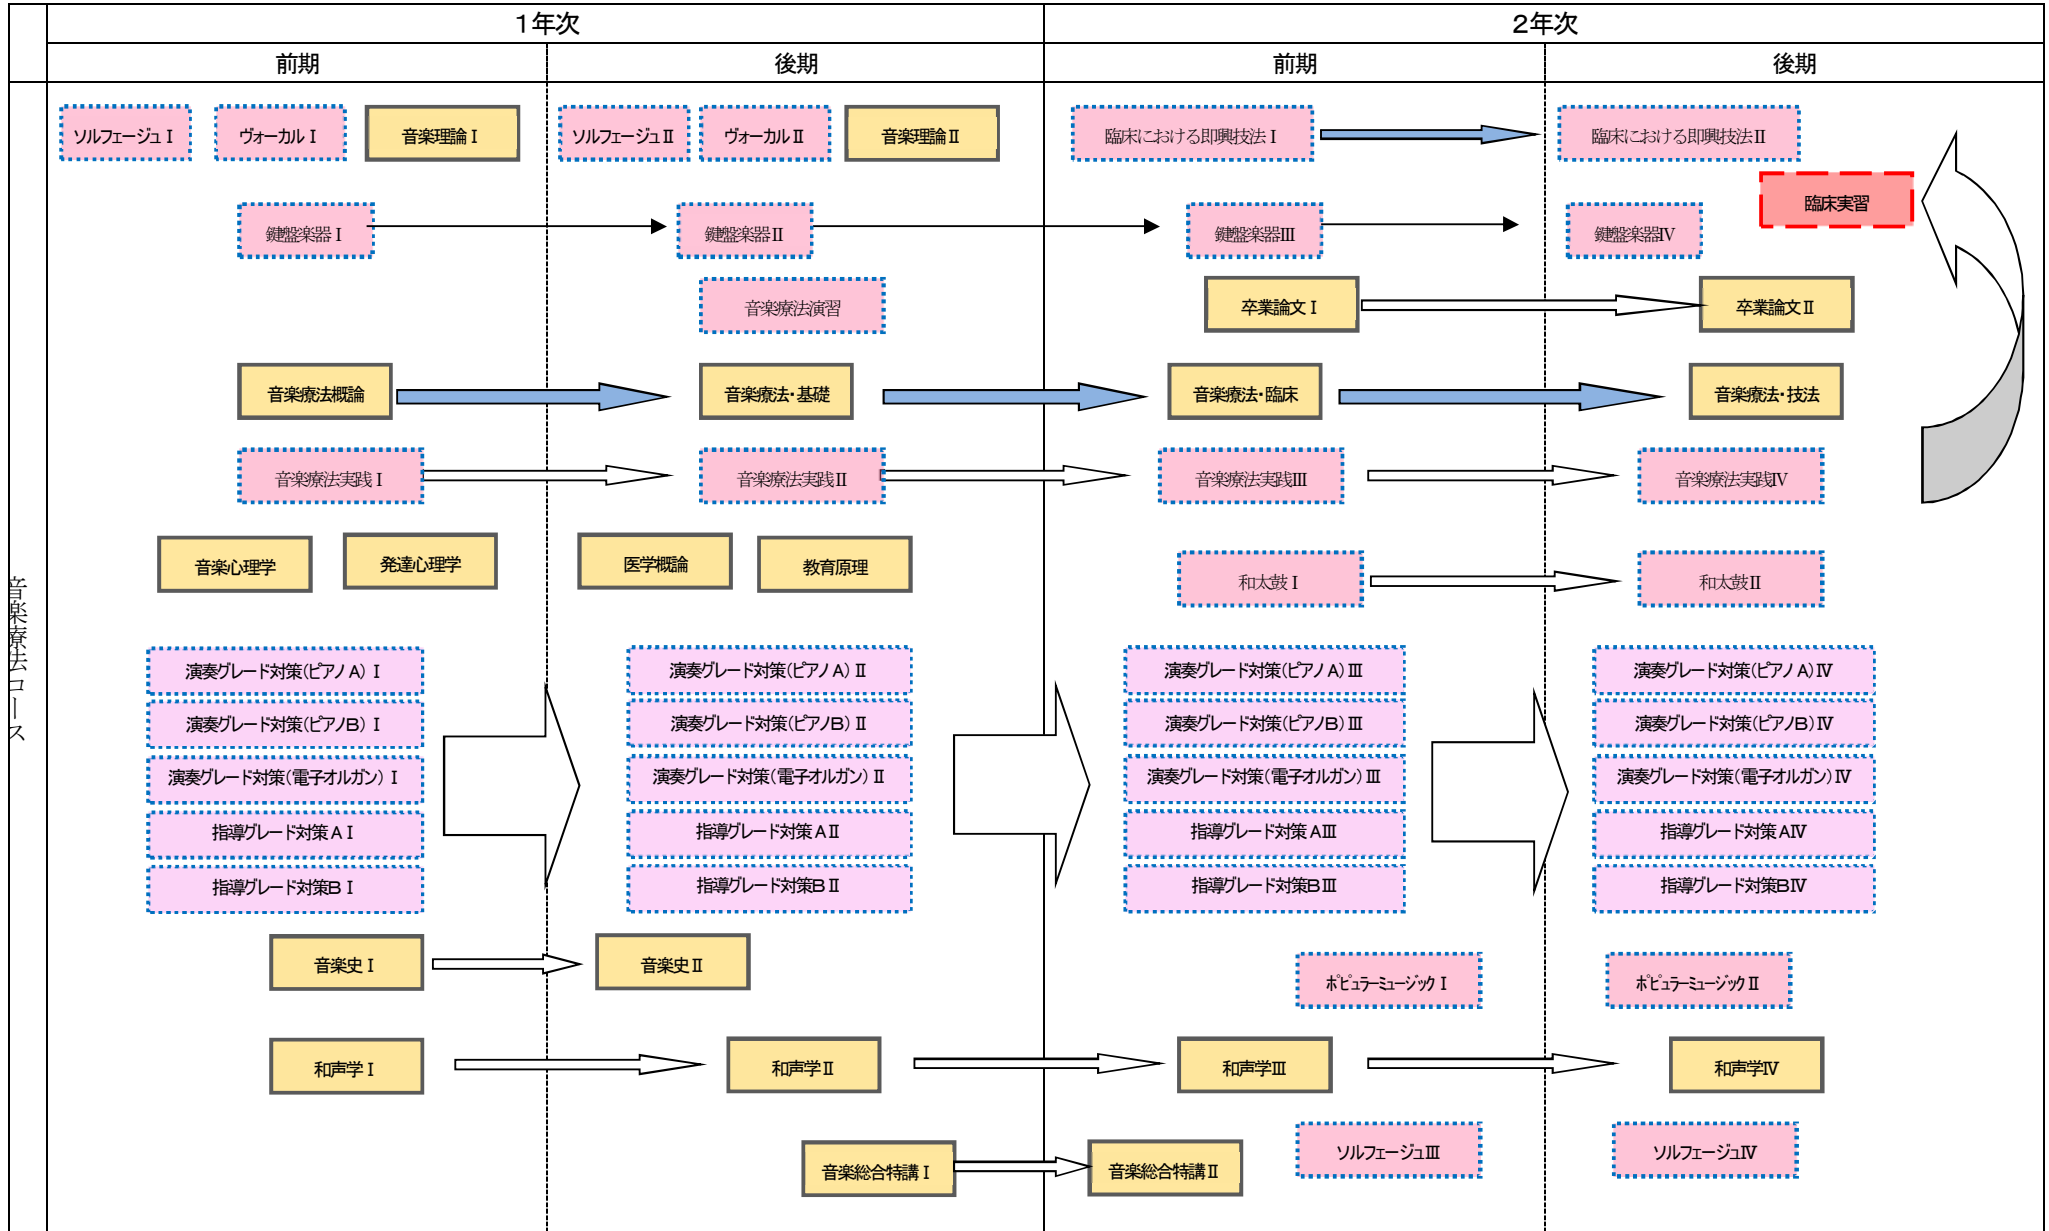 1年次
2年次
前期
後期
前期
後期
音楽療法コース
ソルフェージュⅠ
ヴォーカルⅠ
音楽理論Ⅰ
ソルフェージュⅡ
ヴォーカルⅡ
音楽理論Ⅱ
臨床における即興技法Ⅰ
臨床における即興技法Ⅱ
臨床実習
鍵盤楽器Ⅰ
鍵盤楽器Ⅱ
鍵盤楽器Ⅲ
鍵盤楽器Ⅳ
音楽療法演習
卒業論文Ⅰ
卒業論文Ⅱ
音楽療法概論
音楽療法・基礎
音楽療法・臨床
音楽療法・技法
音楽療法実践Ⅰ
音楽療法実践Ⅱ
音楽療法実践Ⅲ
音楽療法実践Ⅳ
音楽心理学
発達心理学
医学概論
教育原理
和太鼓Ⅰ
和太鼓Ⅱ
演奏グレード対策(ピアノA)Ⅰ
演奏グレード対策(ピアノA)Ⅱ
演奏グレード対策(ピアノA)Ⅲ
演奏グレード対策(ピアノA)Ⅳ
演奏グレード対策(ピアノB)Ⅰ
演奏グレード対策(ピアノB)Ⅱ
演奏グレード対策(ピアノB)Ⅲ
演奏グレード対策(ピアノB)Ⅳ
演奏グレード対策(電子オルガン)Ⅰ
演奏グレード対策(電子オルガン)Ⅱ
演奏グレード対策(電子オルガン)Ⅲ
演奏グレード対策(電子オルガン)Ⅳ
指導グレード対策AⅠ
指導グレード対策AⅡ
指導グレード対策AⅢ
指導グレード対策AⅣ
指導グレード対策BⅠ
指導グレード対策BⅡ
指導グレード対策BⅢ
指導グレード対策BⅣ
音楽史Ⅰ
音楽史Ⅱ
ポピュラーミュージックⅠ
ポピュラーミュージックⅡ
和声学Ⅰ
和声学Ⅱ
和声学Ⅲ
和声学Ⅳ
音楽総合特講Ⅰ
音楽総合特講Ⅱ
ソルフェージュⅢ
ソルフェージュⅣ